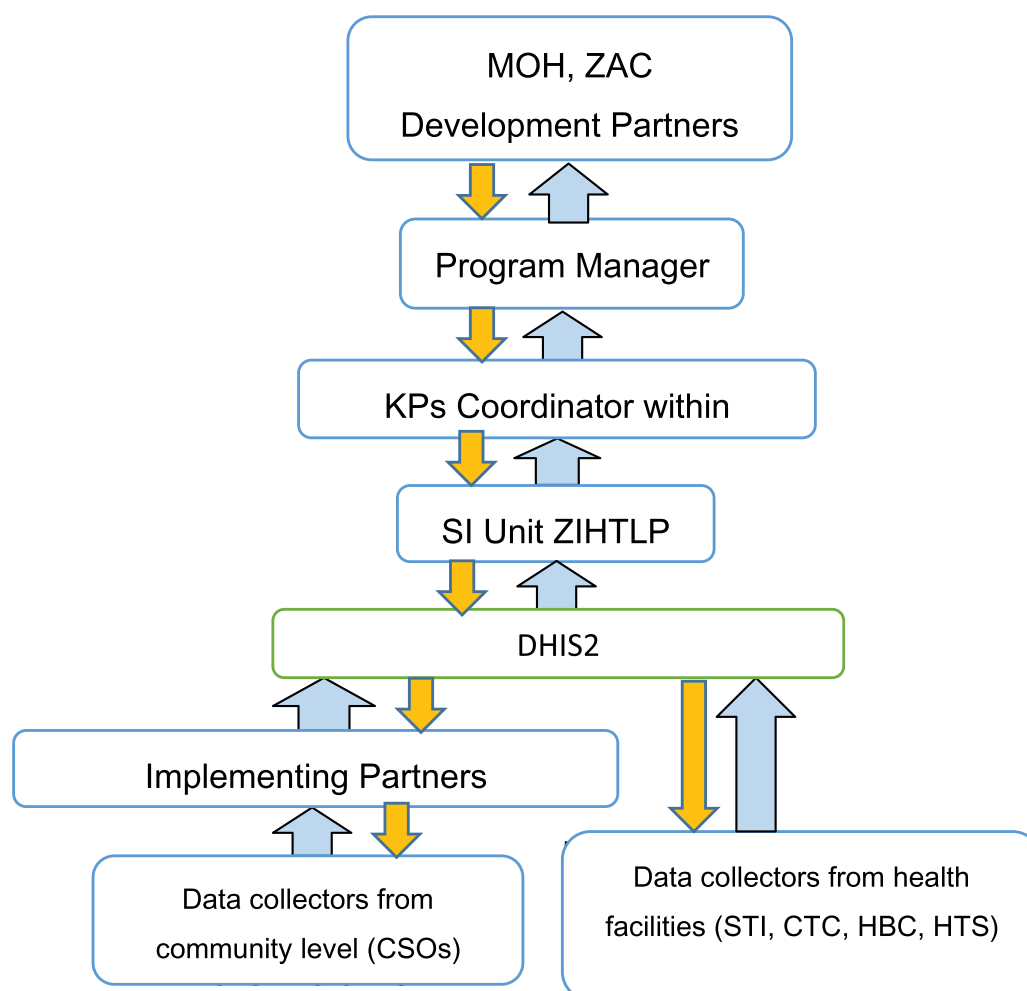 MOH, ZAC
Development Partners
Program Manager
KPs Coordinator within
SI Unit ZIHTLP
DHIS2
Implementing Partners
Data collectors from
community level (CSOs)
Data collectors from health
facilities (STI, CTC, HBC, HTS)